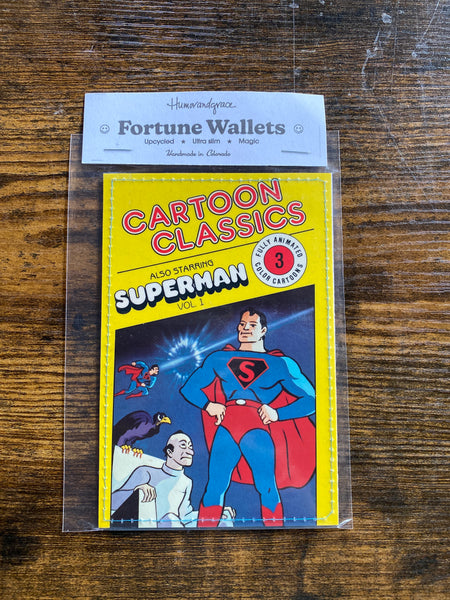 Humorandgrace
Fortune Wallets
Upcycled ★ Ultra slim ★ Magic
Handmade in Colorado
CARTOON
CLASSICS
ALSO STARRING
SUPERMAN
VOL. 1
FULLY ANIMATED
3
COLOR CARTOONS
S